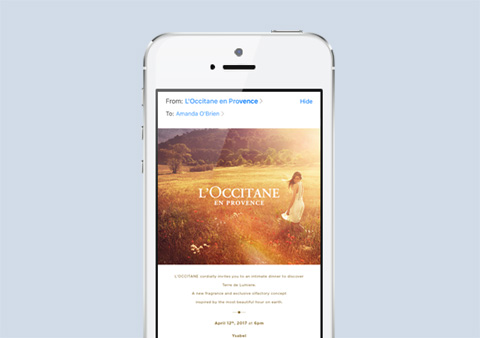 From: L'Occitane en Provence Hide
To: Amanda O'Brien
L'OCCITANE
EN PROVENCE
L'OCCITANE cordially invites you to an intimate dinner to discover
Terre de Lumière.
A new fragrance and exclusive olfactory concept
inspired by the most beautiful hour on earth.
April 12th, 2017 at 6pm
Ysabel